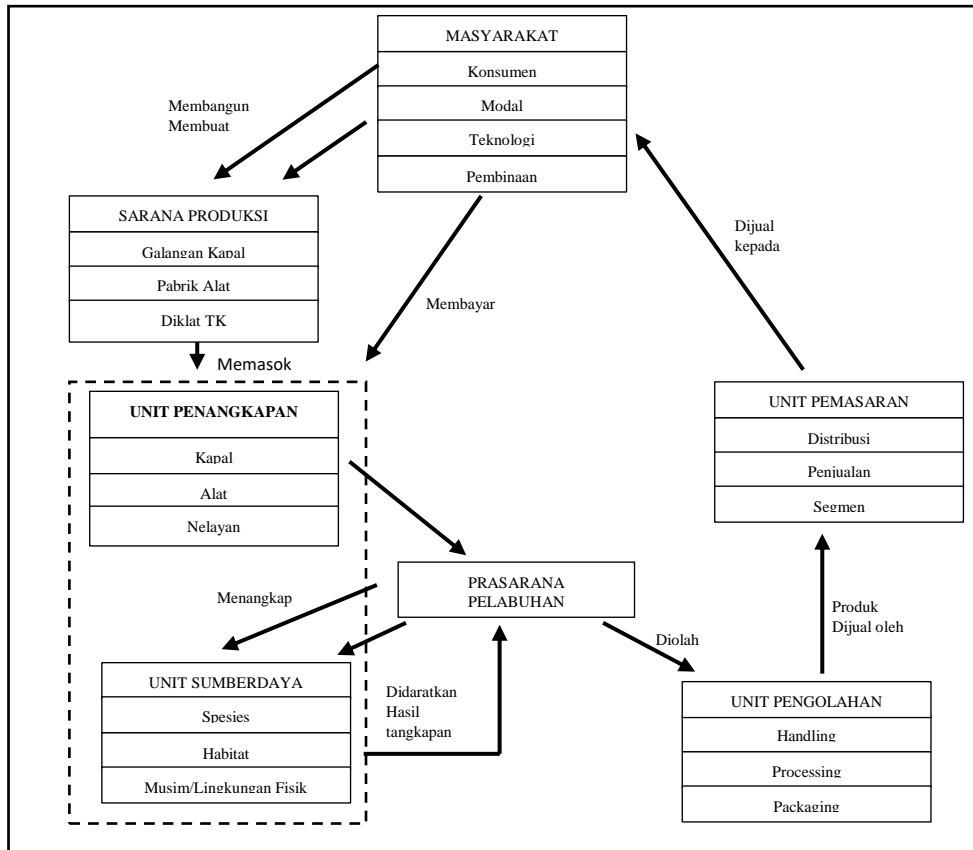 MASYARAKAT
Konsumen
Modal
Teknologi
Pembinaan
Membangun
Membuat
SARANA PRODUKSI
Galangan Kapal
Pabrik Alat
Diklat TK
Dijual
kepada
Membayar
Memasok
UNIT PENANGKAPAN
Kapal
Alat
Nelayan
UNIT PEMASARAN
Distribusi
Penjualan
Segmen
PRASARANA
PELABUHAN
Menangkap
Produk
Dijual oleh
Diolah
UNIT SUMBERDAYA
Spesies
Habitat
Musim/Lingkungan Fisik
Didaratkan
Hasil
tangkapan
UNIT PENGOLAHAN
Handling
Processing
Packaging